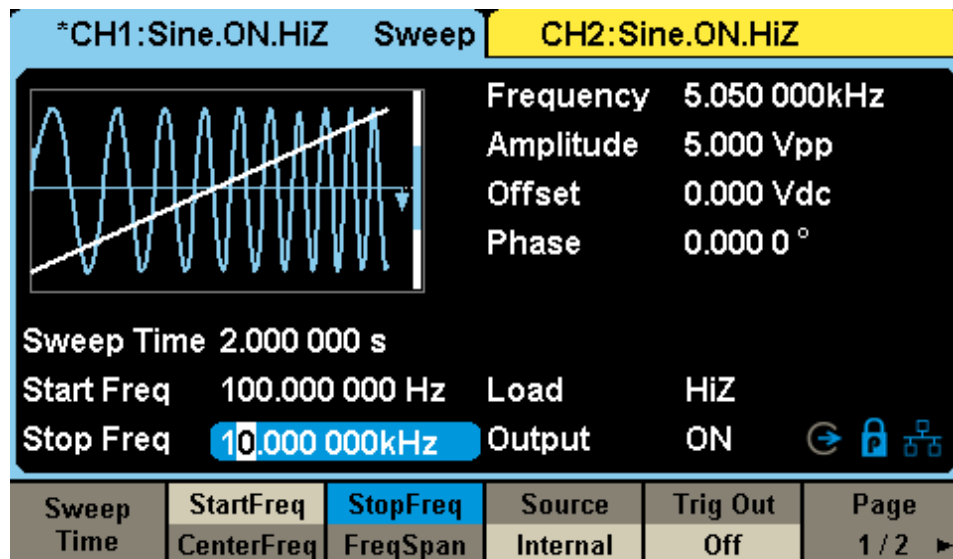 *CH1:Sine.ON.HiZ Sweep CH2:Sine.ON.HiZ
Frequency 5.050 000kHz
Amplitude 5.000 Vpp
Offset 0.000 Vdc
Phase 0.000 0 °
Sweep Time 2.000 000 s
Start Freq 100.000 000 Hz Load HiZ
Stop Freq 10.000 000kHz Output ON P
Sweep Time StartFreq CenterFreq StopFreq FreqSpan Source Internal Trig Out Off Page 1/2 ►